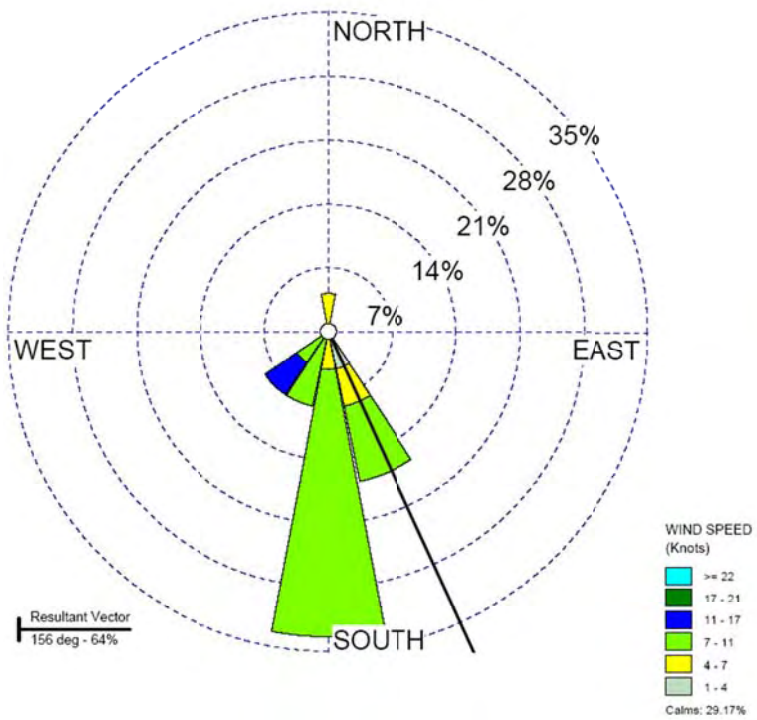 NORTH
35%
28%
21%
14%
7%
WEST
EAST
SOUTH
WIND SPEED
(Knots)
>= 22
17 - 21
11 - 17
7 - 11
4 - 7
1 - 4
Calms: 29.17%
Resultant Vector
156 deg - 64%